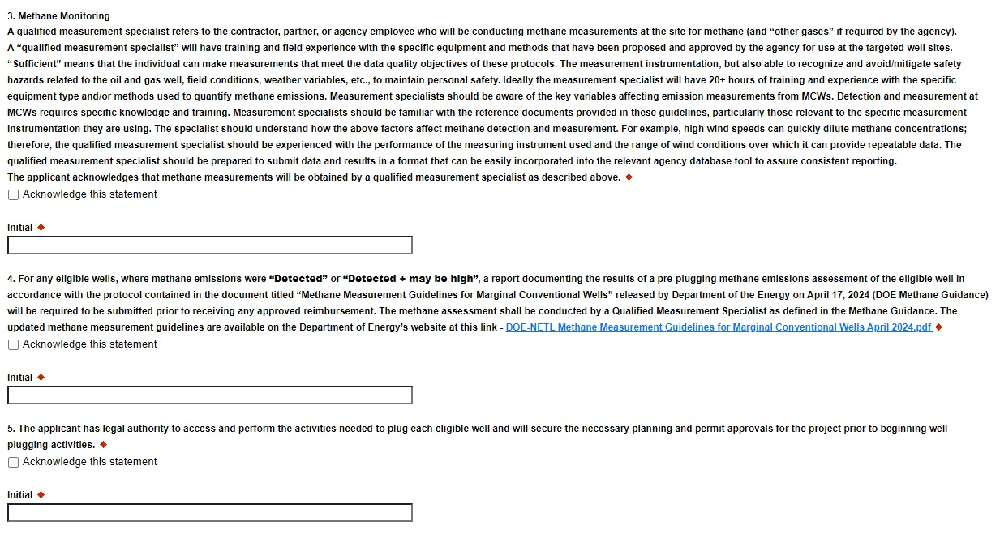 3. Methane Monitoring
A qualified measurement specialist refers to the contractor, partner, or agency employee who will be conducting methane measurements at the site for methane (and “other gases” if required by the agency).
A “qualified measurement specialist” will have training and field experience with the specific equipment and methods that have been proposed and approved by the agency for use at the targeted well sites.
“Sufficient” means that the individual can make measurements that meet the data quality objectives of these protocols. The measurement instrumentation, but also able to recognize and avoid/mitigate safety
hazards related to the oil and gas well, field conditions, weather variables, etc., to maintain personal safety. Ideally the measurement specialist will have 20+ hours of training and experience with the specific
equipment type and/or methods used to quantify methane emissions. Measurement specialists should be aware of the key variables affecting emission measurements from MCWs. Detection and measurement at
MCWs requires specific knowledge and training. Measurement specialists should be familiar with the reference documents provided in these guidelines, particularly those relevant to the specific measurement
instrumentation they are using. The specialist should understand how the above factors affect methane detection and measurement. For example, high wind speeds can quickly dilute methane concentrations;
therefore, the qualified measurement specialist should be experienced with the performance of the measuring instrument used and the range of wind conditions over which it can provide repeatable data. The
qualified measurement specialist should be prepared to submit data and results in a format that can be easily incorporated into the relevant agency database tool to assure consistent reporting.
The applicant acknowledges that methane measurements will be obtained by a qualified measurement specialist as described above.
Acknowledge this statement
Initial
4. For any eligible wells, where methane emissions were “Detected” or “Detected + may be high”, a report documenting the results of a pre-plugging methane emissions assessment of the eligible well in
accordance with the protocol contained in the document titled “Methane Measurement Guidelines for Marginal Conventional Wells” released by Department of the Energy on April 17, 2024 (DOE Methane Guidance)
will be required to be submitted prior to receiving any approved reimbursement. The methane assessment shall be conducted by a Qualified Measurement Specialist as defined in the Methane Guidance. The
updated methane measurement guidelines are available on the Department of Energy’s website at this link - DOE-NETL Methane Measurement Guidelines for Marginal Conventional Wells April 2024.pdf
Acknowledge this statement
Initial
5. The applicant has legal authority to access and perform the activities needed to plug each eligible well and will secure the necessary planning and permit approvals for the project prior to beginning well
plugging activities.
Acknowledge this statement
Initial